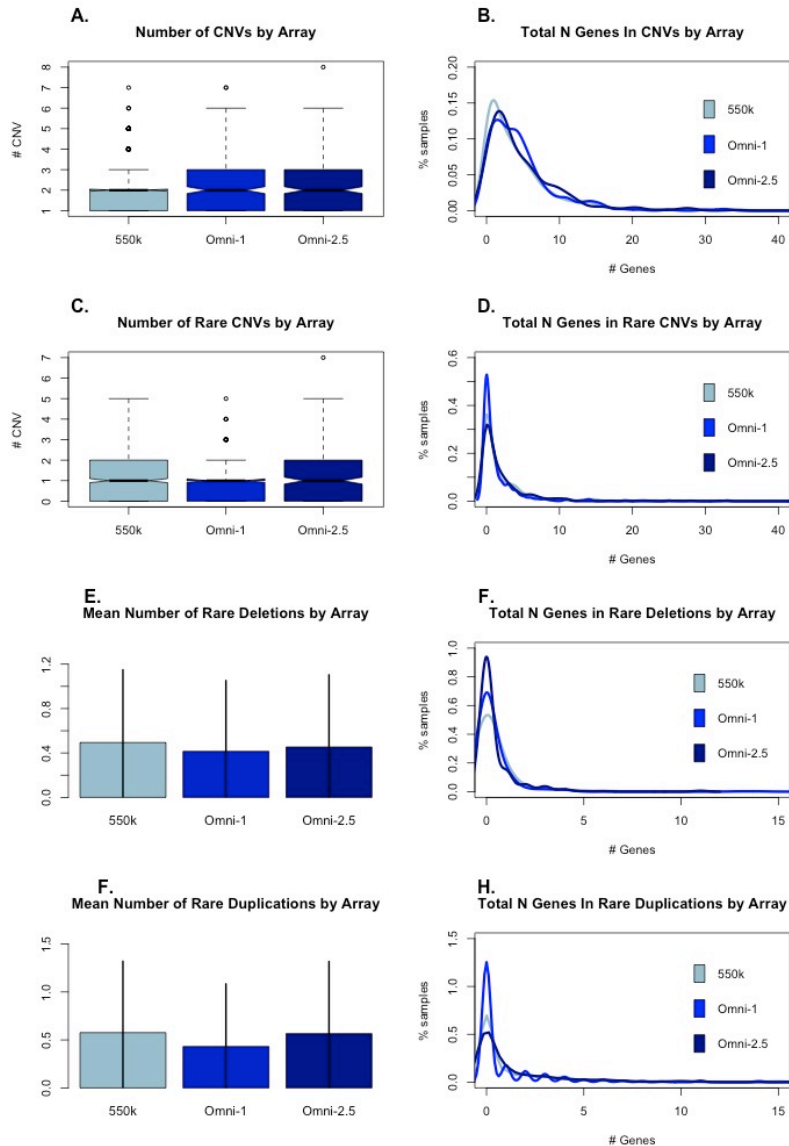 A.
Number of CNVs by Array
# CNV
8
7
6
5
4
3
2
1
550k
Omni-1
Omni-2.5
B.
Total N Genes In CNVs by Array
% samples
0.20
0.15
0.10
0.05
0.00
550k
Omni-1
Omni-2.5
0 10 20 30 40
# Genes
C.
Number of Rare CNVs by Array
# CNV
7
6
5
4
3
2
1
0
550k
Omni-1
Omni-2.5
D.
Total N Genes in Rare CNVs by Array
% samples
0.6
0.4
0.2
0.0
550k
Omni-1
Omni-2.5
0 10 20 30 40
# Genes
E.
Mean Number of Rare Deletions by Array
1.2
0.8
0.4
0.0
550k
Omni-1
Omni-2.5
F.
Total N Genes in Rare Deletions by Array
% samples
1.0
0.8
0.6
0.4
0.2
0.0
550k
Omni-1
Omni-2.5
0 5 10 15
# Genes
F.
Mean Number of Rare Duplications by Array
1.5
1.0
0.5
0.0
550k
Omni-1
Omni-2.5
H.
Total N Genes In Rare Duplications by Array
% samples
1.5
1.0
0.5
0.0
550k
Omni-1
Omni-2.5
0 5 10 15
# Genes